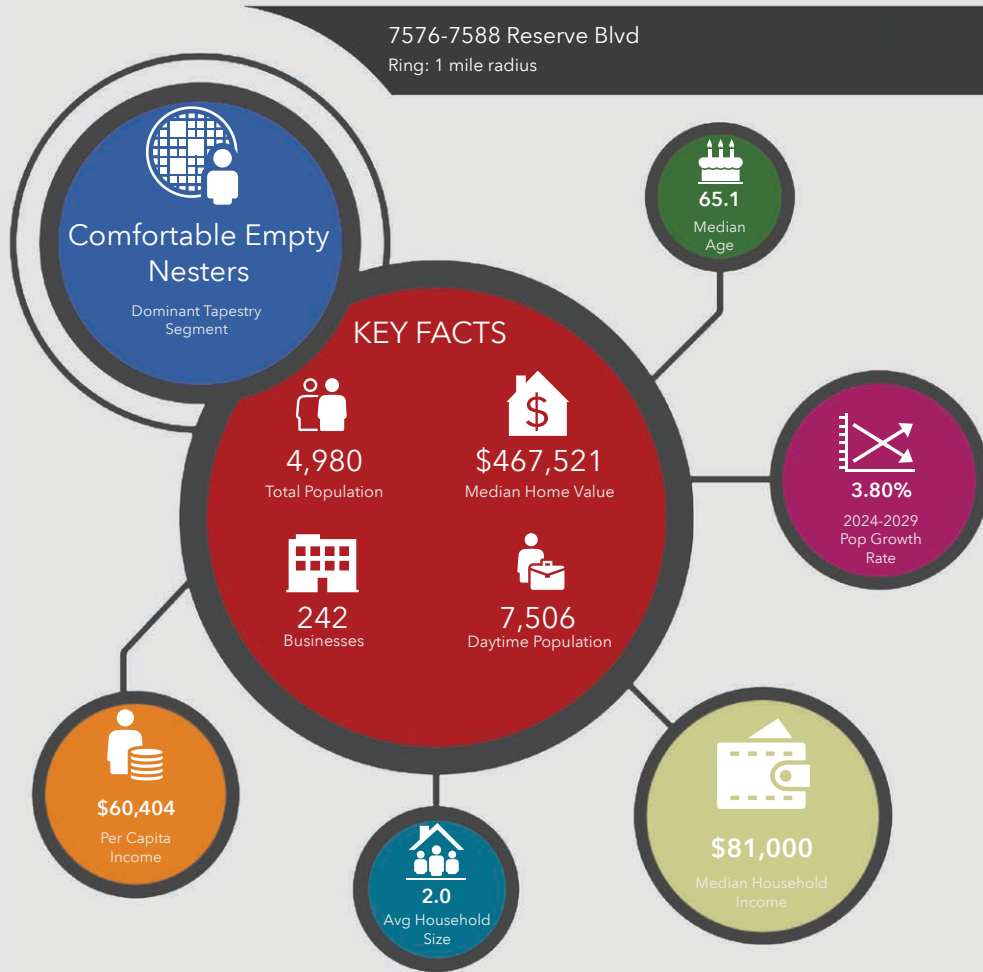 7576-7588 Reserve Blvd
Ring: 1 mile radius
Comfortable Empty
Nesters
Dominant Tapestry
Segment
KEY FACTS
4,980
Total Population
$
$467,521
Median Home Value
242
Businesses
7,506
Daytime Population
65.1
Median
Age
3.80%
2024-2029
Pop Growth
Rate
$60,404
Per Capita
Income
2.0
Avg Household
Size
$81,000
Median Household
Income